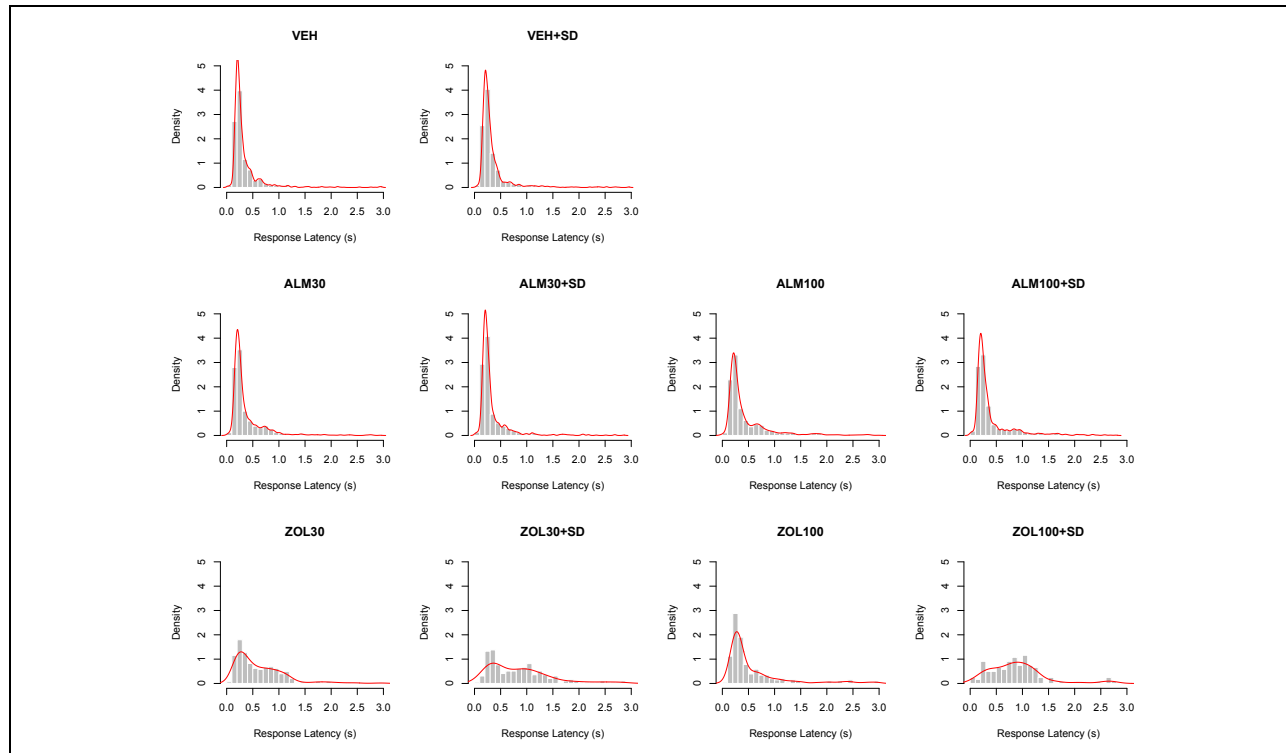 VEH VEH+SD
Density 0 1 2 3 4 5 Density 0 1 2 3 4 5
0.0 0.5 1.0 1.5 2.0 2.5 3.0 0.0 0.5 1.0 1.5 2.0 2.5 3.0
Response Latency (s) Response Latency (s)
ALM30 ALM30+SD ALM100 ALM100+SD
Density 0 1 2 3 4 5 Density 0 1 2 3 4 5 Density 0 1 2 3 4 5 Density 0 1 2 3 4 5
0.0 0.5 1.0 1.5 2.0 2.5 3.0 0.0 0.5 1.0 1.5 2.0 2.5 3.0 0.0 0.5 1.0 1.5 2.0 2.5 3.0 0.0 0.5 1.0 1.5 2.0 2.5 3.0
Response Latency (s) Response Latency (s) Response Latency (s) Response Latency (s)
ZOL30 ZOL30+SD ZOL100 ZOL100+SD
Density 0 1 2 3 4 5 Density 0 1 2 3 4 5 Density 0 1 2 3 4 5 Density 0 1 2 3 4 5
0.0 0.5 1.0 1.5 2.0 2.5 3.0 0.0 0.5 1.0 1.5 2.0 2.5 3.0 0.0 0.5 1.0 1.5 2.0 2.5 3.0 0.0 0.5 1.0 1.5 2.0 2.5 3.0
Response Latency (s) Response Latency (s) Response Latency (s) Response Latency (s)